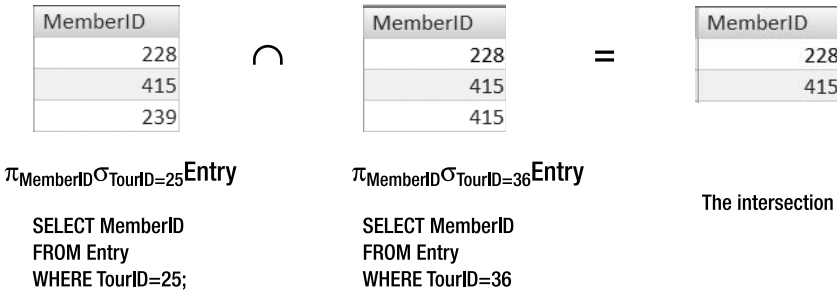 MemberID
228
415
239
∩
MemberID
228
415
415
=
MemberID
228
415
πMemberIDσTourID=25Entry
SELECT MemberID
FROM Entry
WHERE TourID=25;
πMemberIDσTourID=36Entry
SELECT MemberID
FROM Entry
WHERE TourID=36
The intersection